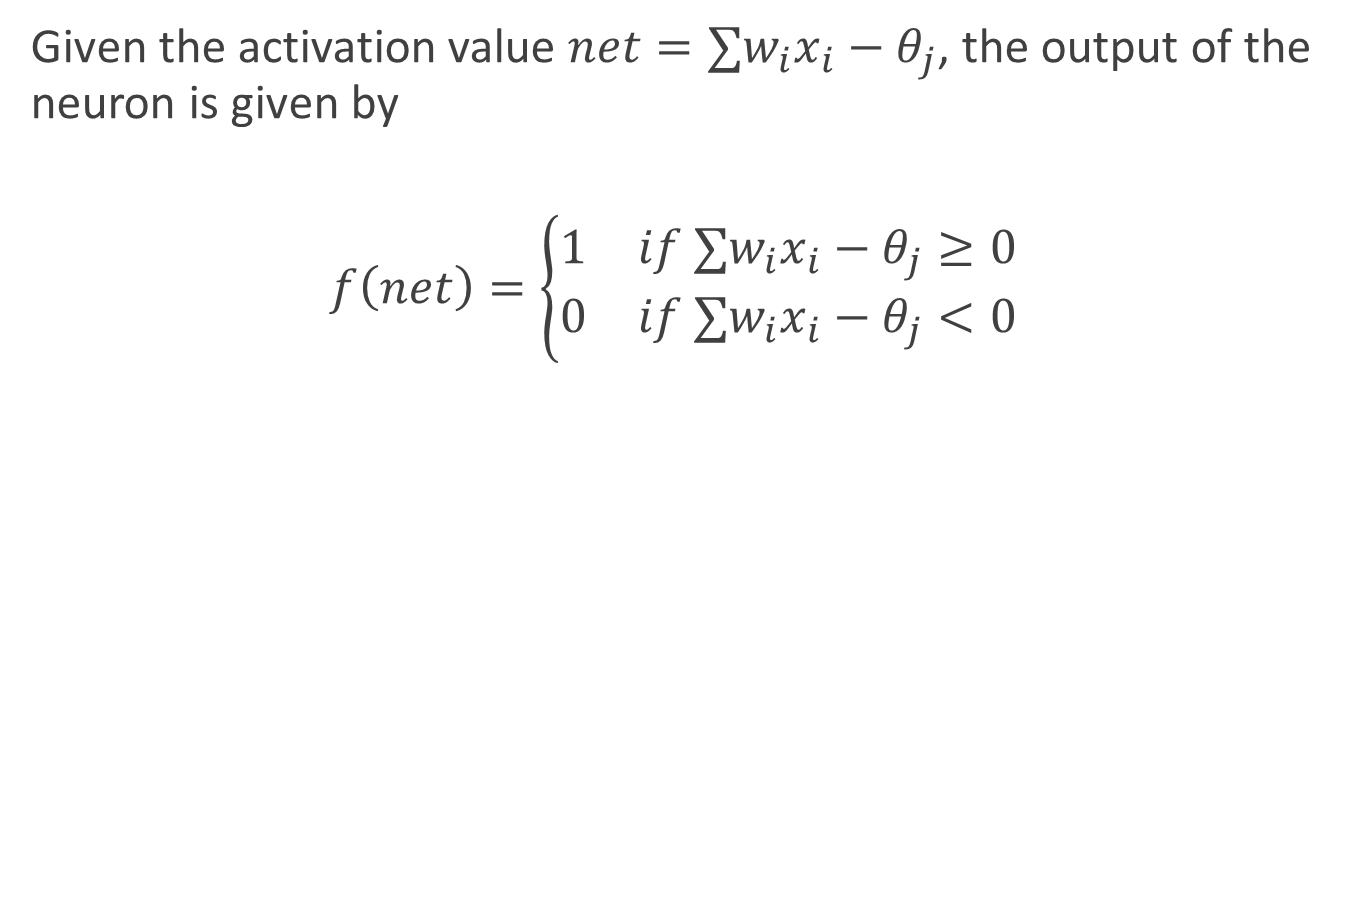 Given the activation value 𝑛𝑒𝑡 = ∑𝑤ᵢ𝑥ᵢ − 𝜃ⱼ, the output of the
neuron is given by
𝑓(𝑛𝑒𝑡) = {
1 𝑖𝑓 ∑𝑤ᵢ𝑥ᵢ − 𝜃ⱼ ≥ 0
0 𝑖𝑓 ∑𝑤ᵢ𝑥ᵢ − 𝜃ⱼ < 0